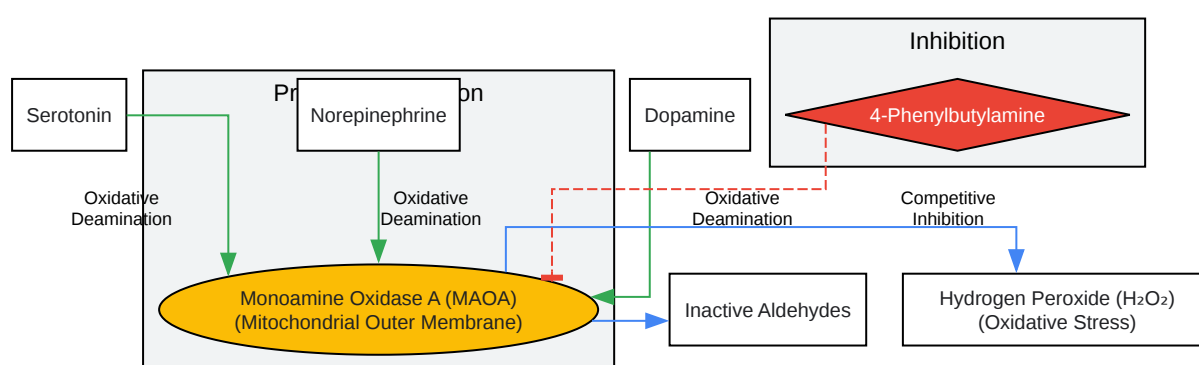 Inhibition
Serotonin
Norepinephrine
Dopamine
4-Phenylbutylamine
Oxidative
Deamination
Oxidative
Deamination
Oxidative
Deamination
Competitive
Inhibition
Monoamine Oxidase A (MAOA)
(Mitochondrial Outer Membrane)
Inactive Aldehydes
Hydrogen Peroxide (H₂O₂)
(Oxidative Stress)